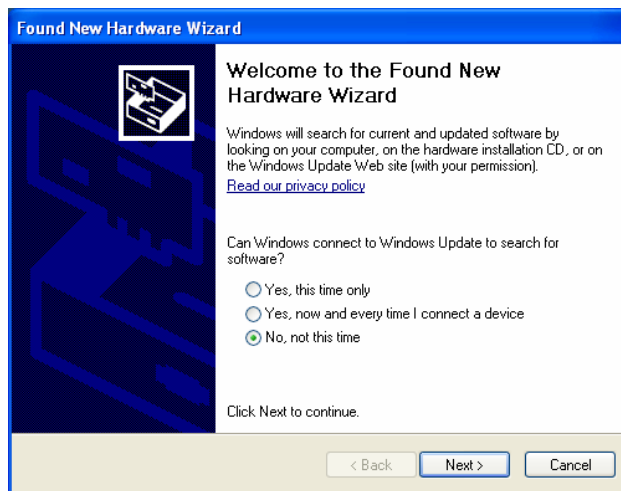 Found New Hardware Wizard
Welcome to the Found New
Hardware Wizard
Windows will search for current and updated software by
looking on your computer, on the hardware installation CD, or on
the Windows Update Web site (with your permission).
Read our privacy policy
Can Windows connect to Windows Update to search for
software?
Yes, this time only
Yes, now and every time I connect a device
No, not this time
Click Next to continue.
< Back Next > Cancel